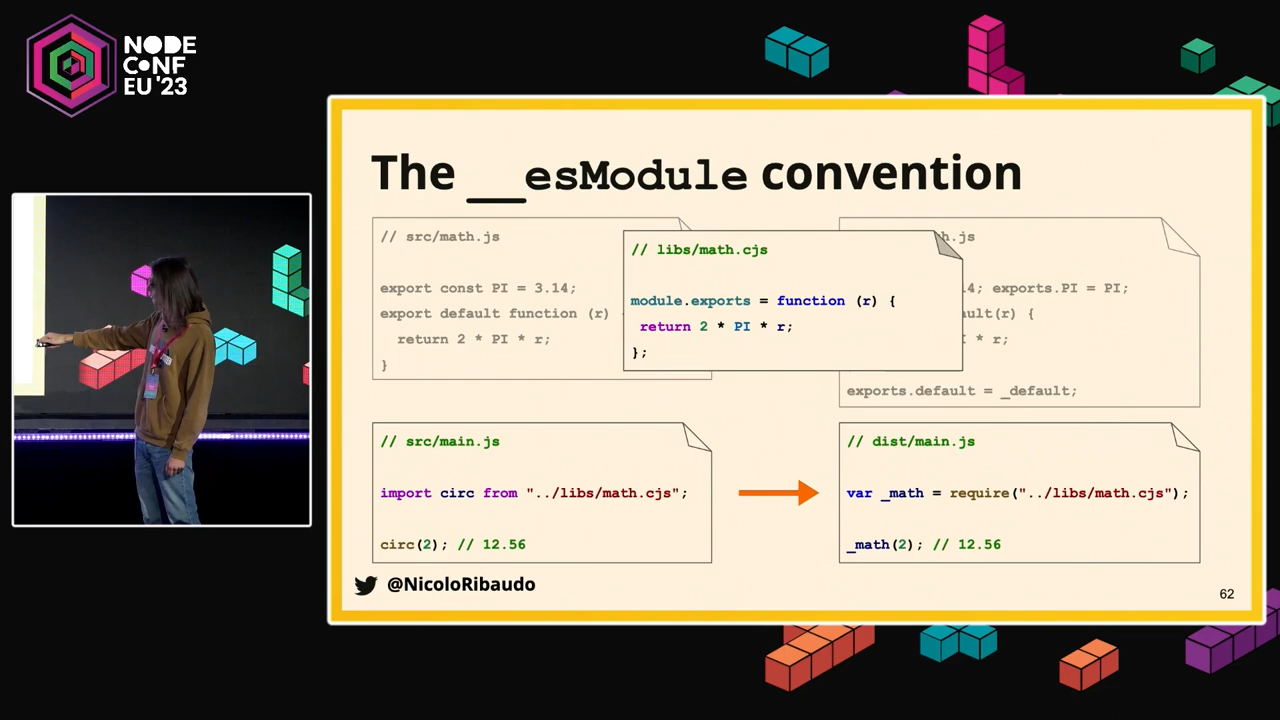 NODE
CONF
EU '23
The __esModule convention
// src/math.js
export const PI = 3.14;
export default function (r)
return 2 * PI * r;
}
// libs/math.cjs
module.exports = function (r) {
return 2 * PI * r;
};
h.js
4; exports.PI = PI;
ult(r) {
* r;
exports.default = _default;
// src/main.js
import circ from "../libs/math.cjs";
circ(2); // 12.56
// dist/main.js
var _math = require("../libs/math.cjs");
_math(2); // 12.56
@NicoloRibaudo
62